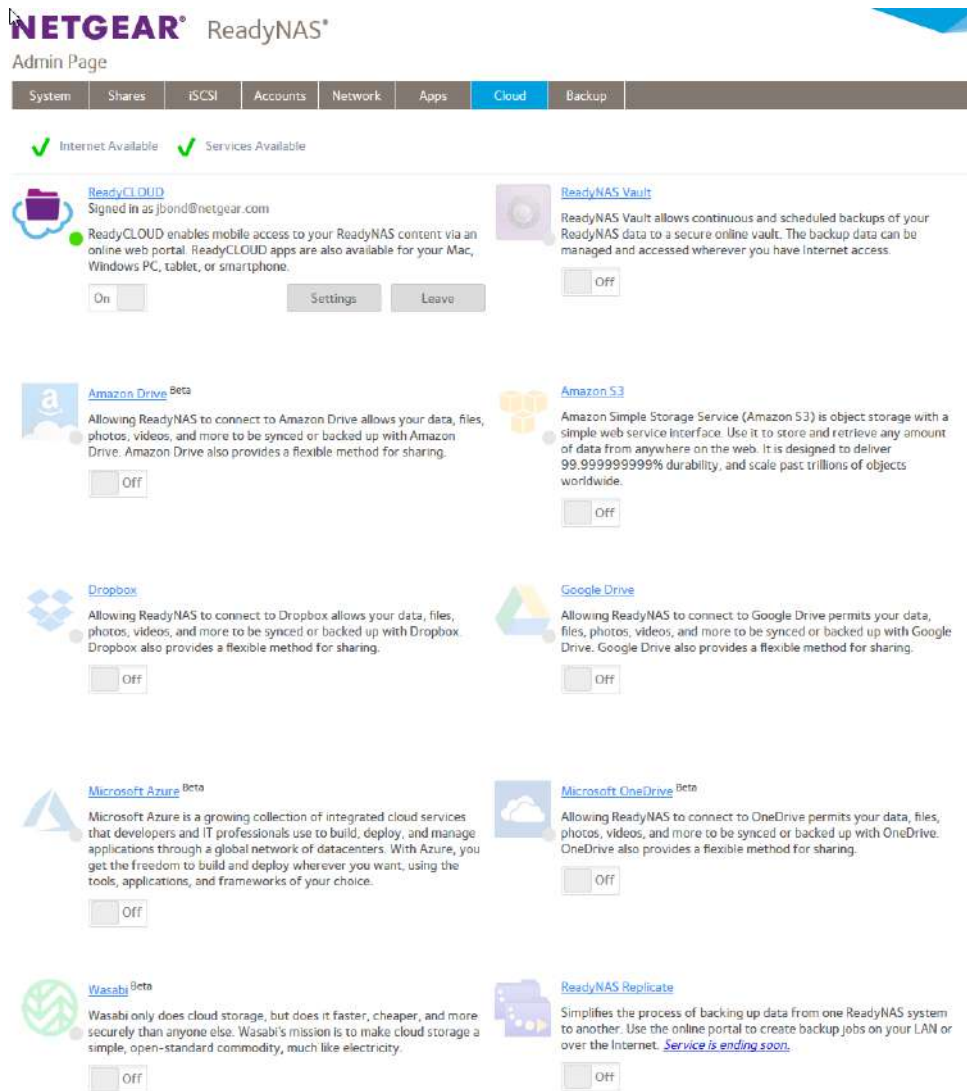 NETGEAR® ReadyNAS®
Admin Page
System Shares iSCSI Accounts Network Apps Cloud Backup
Internet Available Services Available
ReadyCLOUD
Signed in as jbond@netgear.com
ReadyCLOUD enables mobile access to your ReadyNAS content via an
online web portal. ReadyCLOUD apps are also available for your Mac,
Windows PC, tablet, or smartphone.
On Settings Leave
ReadyNAS Vault
ReadyNAS Vault allows continuous and scheduled backups of your
ReadyNAS data to a secure online vault. The backup data can be
managed and accessed wherever you have Internet access.
Off
Amazon Drive Beta
Allowing ReadyNAS to connect to Amazon Drive allows your data, files,
photos, videos, and more to be synced or backed up with Amazon
Drive. Amazon Drive also provides a flexible method for sharing.
Off
Amazon S3
Amazon Simple Storage Service (Amazon S3) is object storage with a
simple web service interface. Use it to store and retrieve any amount
of data from anywhere on the web. It is designed to deliver
99.999999999% durability, and scale past trillions of objects
worldwide.
Off
Dropbox
Allowing ReadyNAS to connect to Dropbox allows your data, files,
photos, videos, and more to be synced or backed up with Dropbox.
Dropbox also provides a flexible method for sharing.
Off
Google Drive
Allowing ReadyNAS to connect to Google Drive permits your data,
files, photos, videos, and more to be synced or backed up with Google
Drive. Google Drive also provides a flexible method for sharing.
Off
Microsoft Azure Beta
Microsoft Azure is a growing collection of integrated cloud services
that developers and IT professionals use to build, deploy, and manage
applications through a global network of datacenters. With Azure, you
get the freedom to build and deploy wherever you want, using the
tools, applications, and frameworks of your choice.
Off
Microsoft OneDrive Beta
Allowing ReadyNAS to connect to OneDrive permits your data, files,
photos, videos, and more to be synced or backed up with OneDrive.
OneDrive also provides a flexible method for sharing.
Off
Wasabi Beta
Wasabi only does cloud storage, but does it faster, cheaper, and more
securely than anyone else. Wasabi's mission is to make cloud storage a
simple, open-standard commodity, much like electricity.
Off
ReadyNAS Replicate
Simplifies the process of backing up data from one ReadyNAS system
to another. Use the online portal to create backup jobs on your LAN or
over the Internet. Service is ending soon.
Off